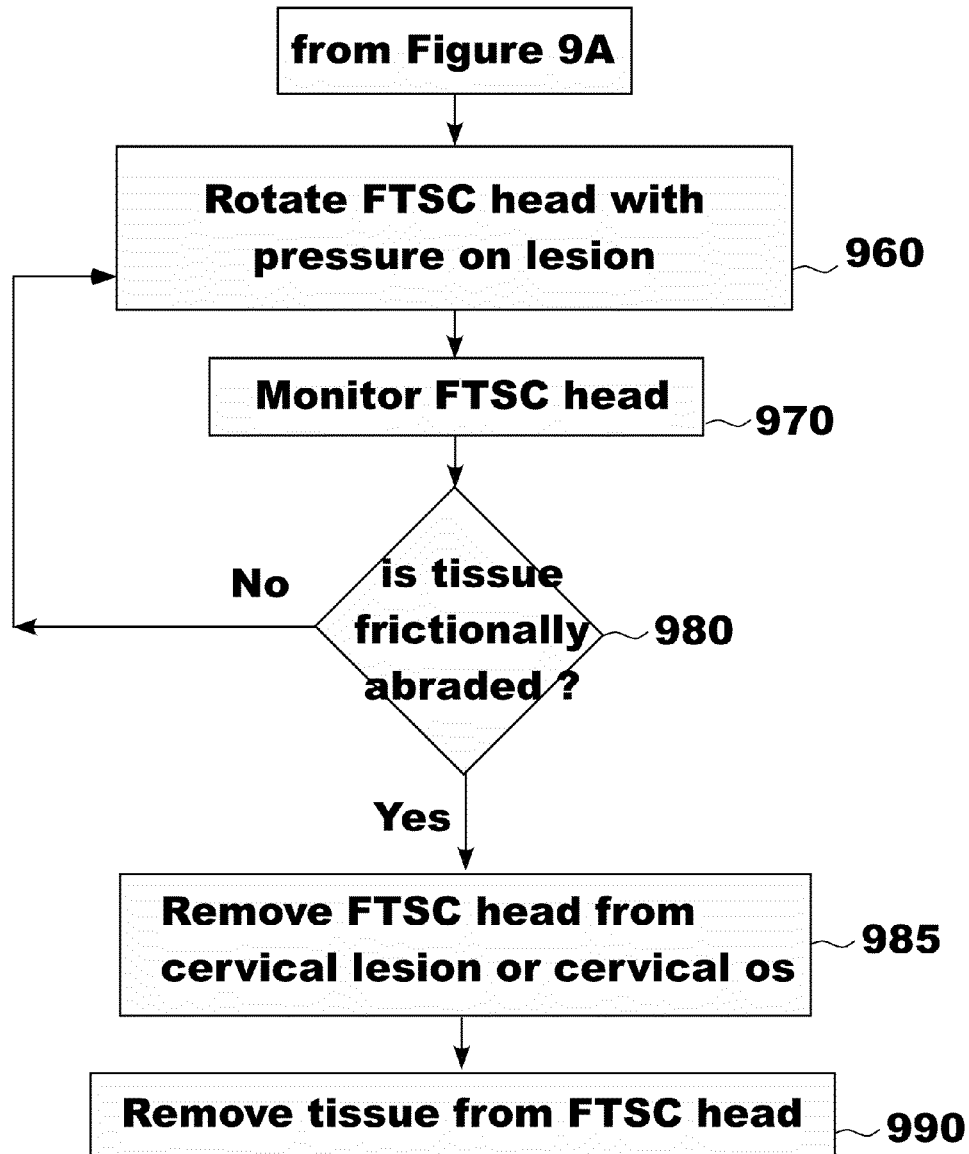 from Figure 9A
Rotate FTSC head with
pressure on lesion
960
Monitor FTSC head
970
is tissue
frictionally
abraded ?
980
No
Yes
Remove FTSC head from
cervical lesion or cervical os
985
Remove tissue from FTSC head
990